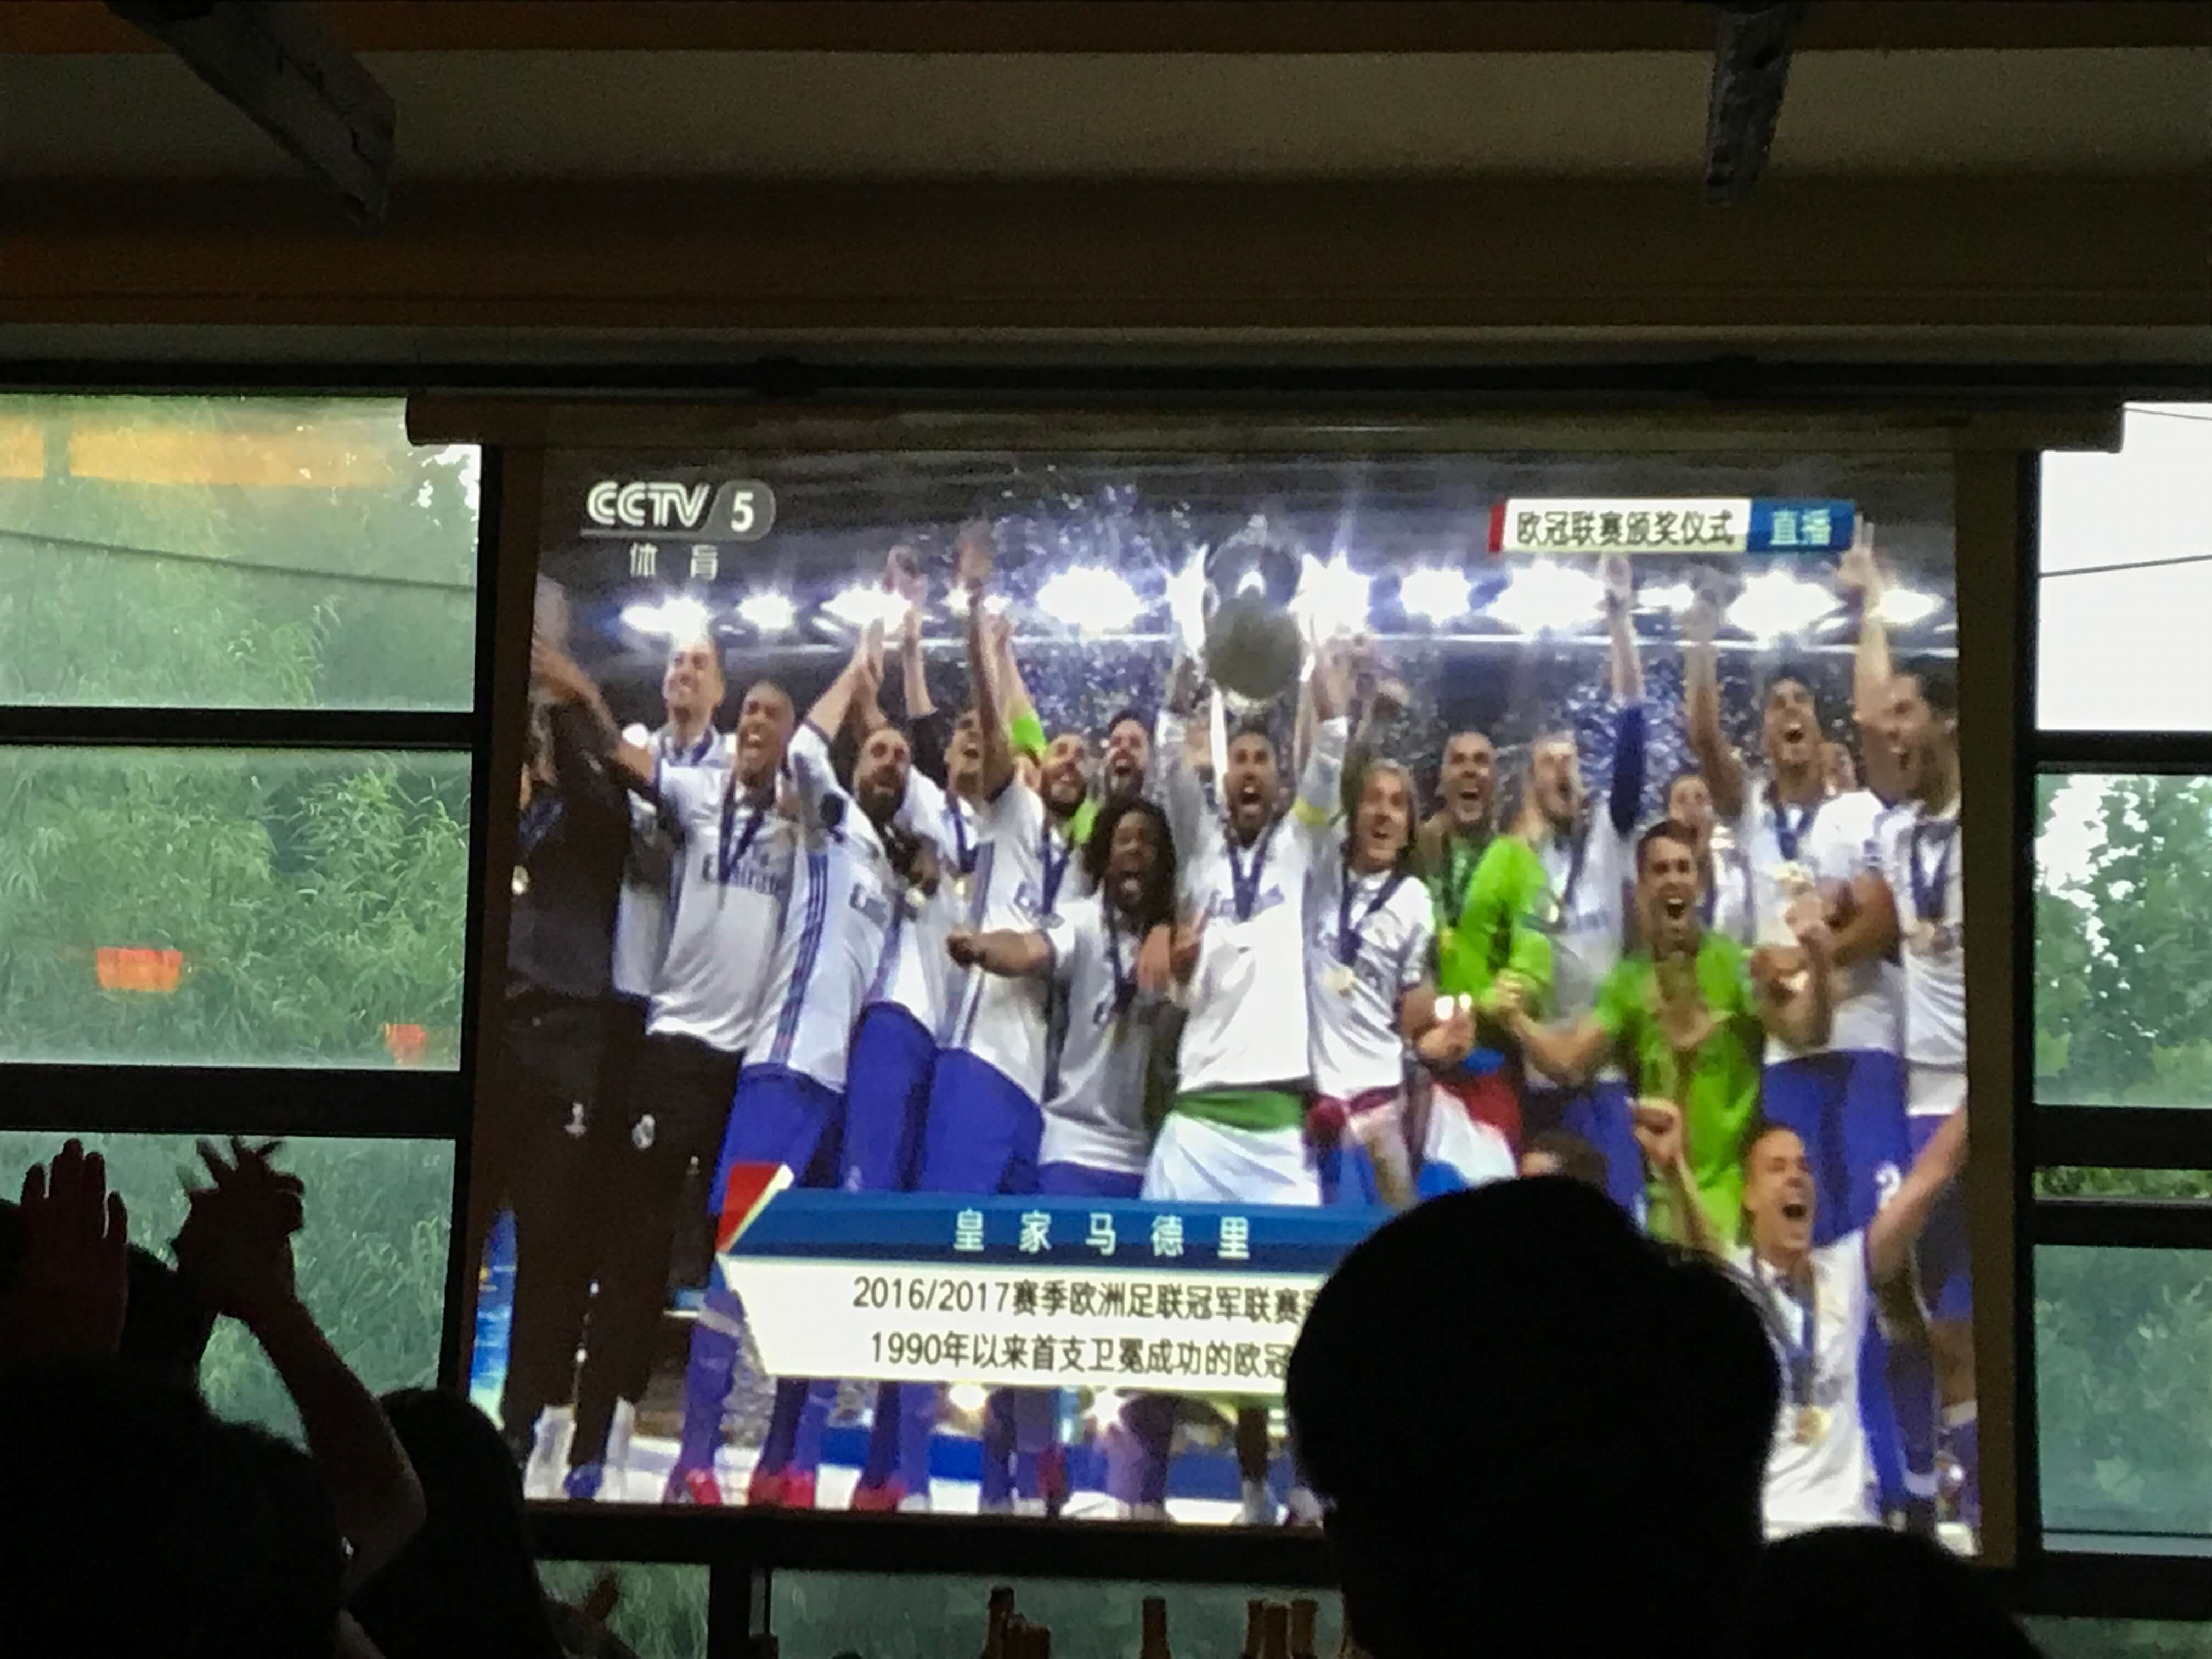 CCTV 5
体育
欧冠联赛颁奖仪式 直播
Emirates
皇家马德里
2016/2017赛季欧洲足联冠军联赛
1990年以来首支卫冕成功的欧冠